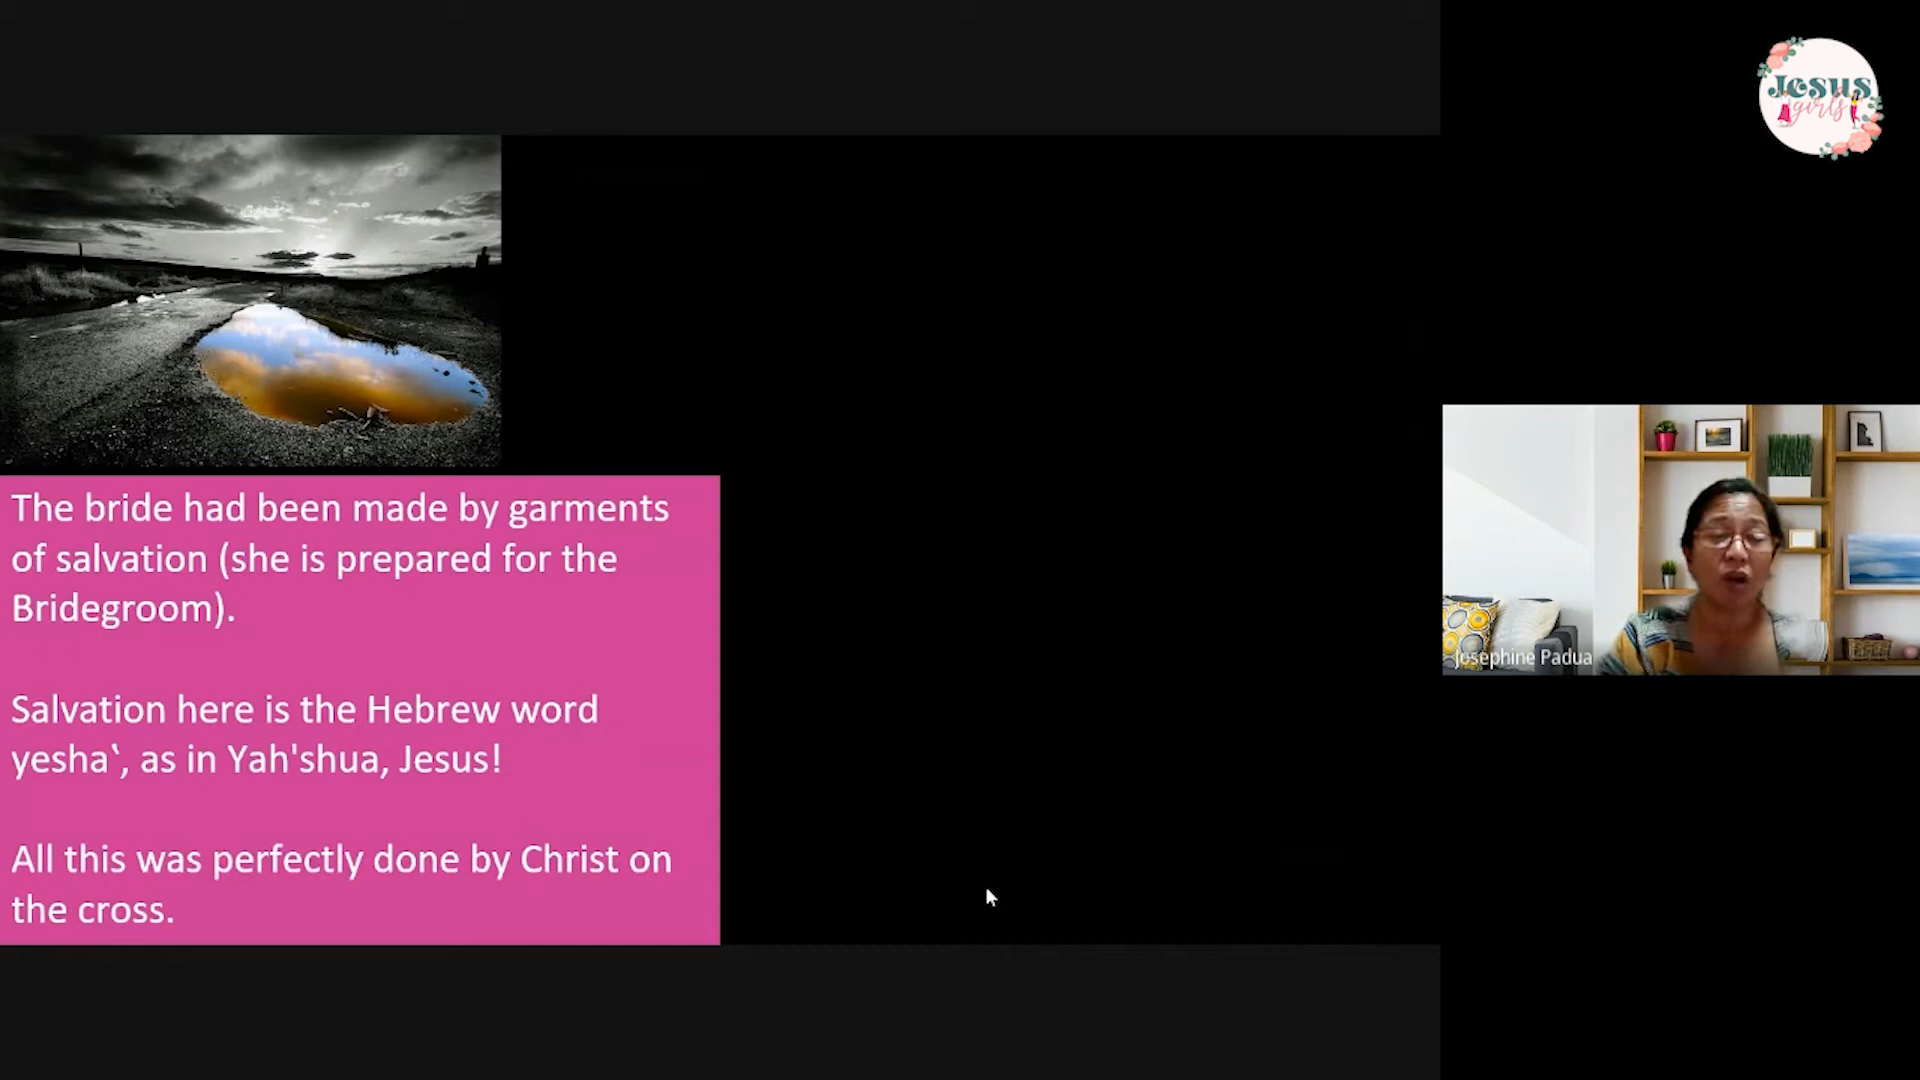 Jesus
girls
The bride had been made by garments
of salvation (she is prepared for the
Bridegroom).
Salvation here is the Hebrew word
yesha‵, as in Yah'shua, Jesus!
All this was perfectly done by Christ on
the cross.
Josephine Padua